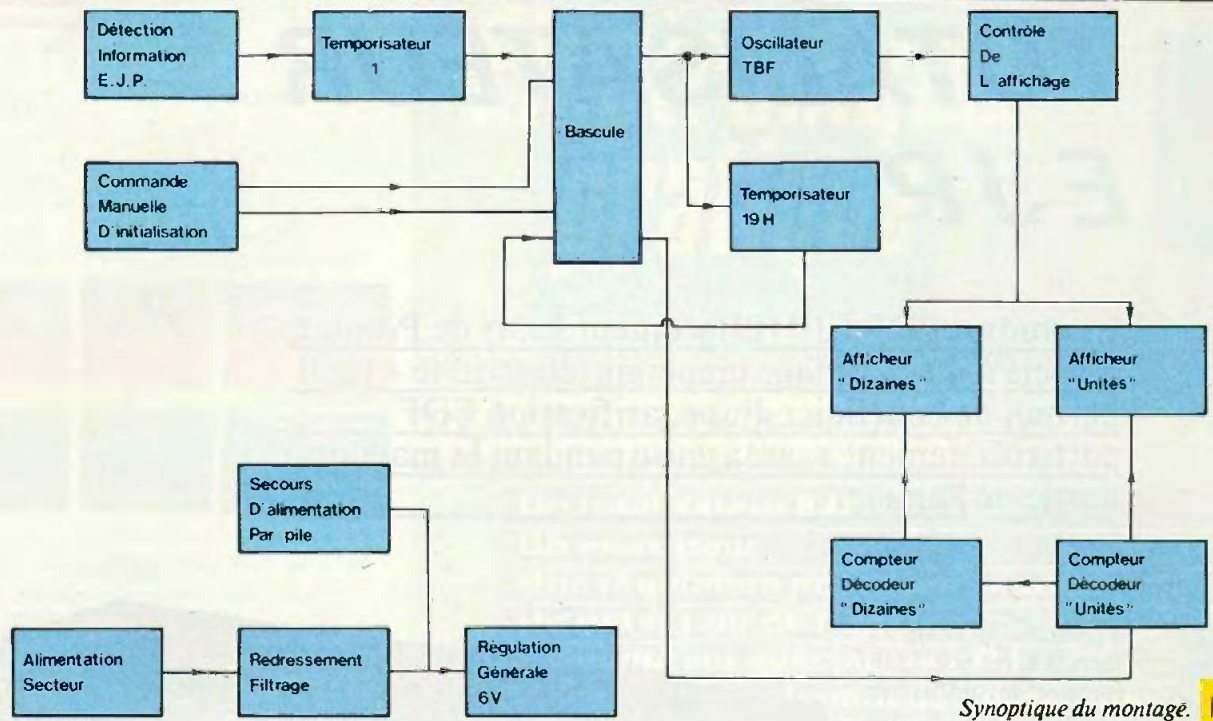 Détection
Information
E.J.P.
Temporisateur
1
Bascule
Oscillateur
TBF
Contrôle
De
L'affichage
Commande
Manuelle
D'initialisation
Temporisateur
19H
Afficheur
"Dizaines"
Afficheur
"Unités"
Secours
D'alimentation
Par pile
Compteur
Décodeur
"Dizaines"
Compteur
Décodeur
"Unités"
Alimentation
Secteur
Redressement
Filtrage
Régulation
Générale
6V
Synoptique du montage.